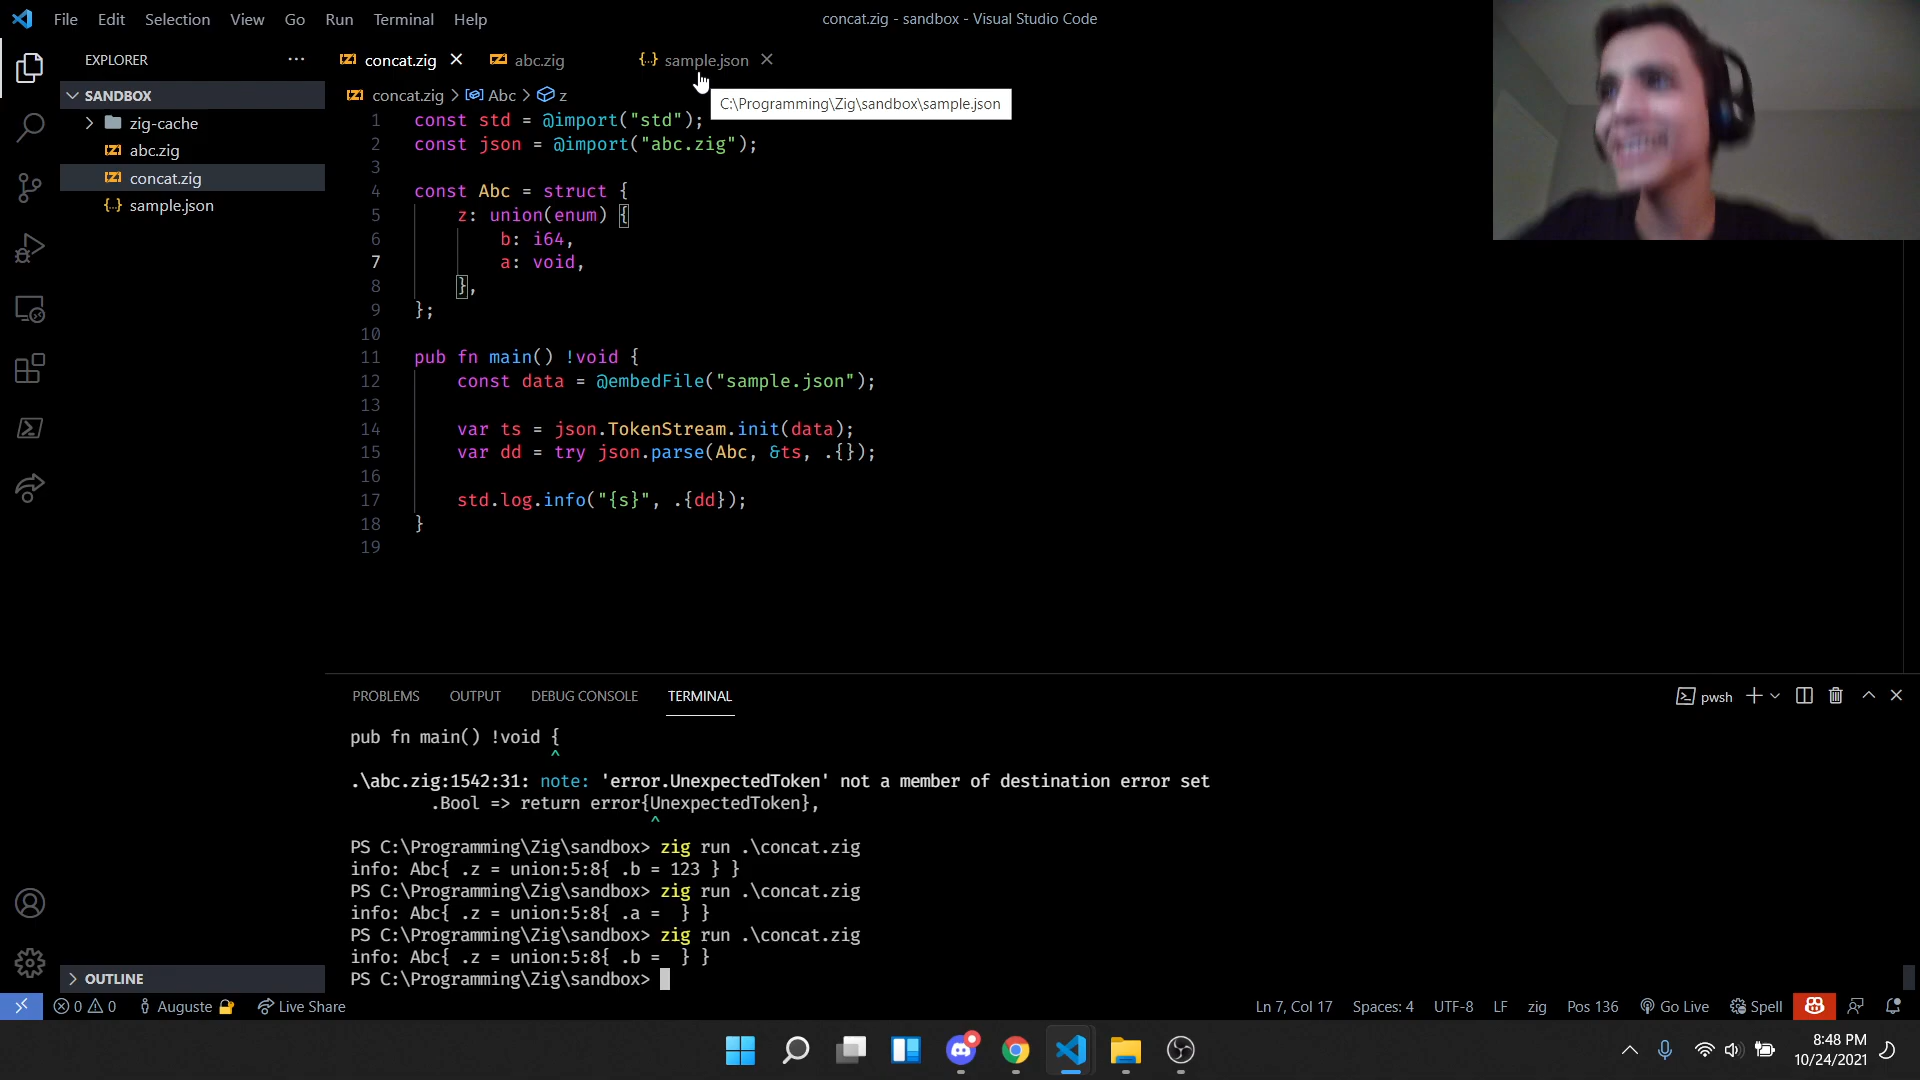 File Edit Selection View Go Run Terminal Help
concat.zig - sandbox - Visual Studio Code
EXPLORER
SANDBOX
zig-cache
abc.zig
concat.zig
sample.json
OUTLINE
concat.zig abc.zig sample.json
concat.zig > Abc > z
C:\Programming\Zig\sandbox\sample.json
1 const std = @import("std");
2 const json = @import("abc.zig");
3
4 const Abc = struct {
5 z: union(enum) {
6 b: i64,
7 a: void,
8 },
9 };
10
11 pub fn main() !void {
12 const data = @embedFile("sample.json");
13
14 var ts = json.TokenStream.init(data);
15 var dd = try json.parse(Abc, &ts, .{});
16
17 std.log.info("{s}", .{dd});
18 }
19
PROBLEMS OUTPUT DEBUG CONSOLE TERMINAL
pwsh
pub fn main() !void {
^
.\abc.zig:1542:31: note: 'error.UnexpectedToken' not a member of destination error set
.Bool => return error{UnexpectedToken},
^
PS C:\Programming\Zig\sandbox> zig run .\concat.zig
info: Abc{ .z = union:5:8{ .b = 123 } }
PS C:\Programming\Zig\sandbox> zig run .\concat.zig
info: Abc{ .z = union:5:8{ .a =  } }
PS C:\Programming\Zig\sandbox> zig run .\concat.zig
info: Abc{ .z = union:5:8{ .b =  } }
PS C:\Programming\Zig\sandbox>
0 0 Auguste Live Share
Ln 7, Col 17 Spaces: 4 UTF-8 LF zig Pos 136 Go Live Spell
8:48 PM
10/24/2021